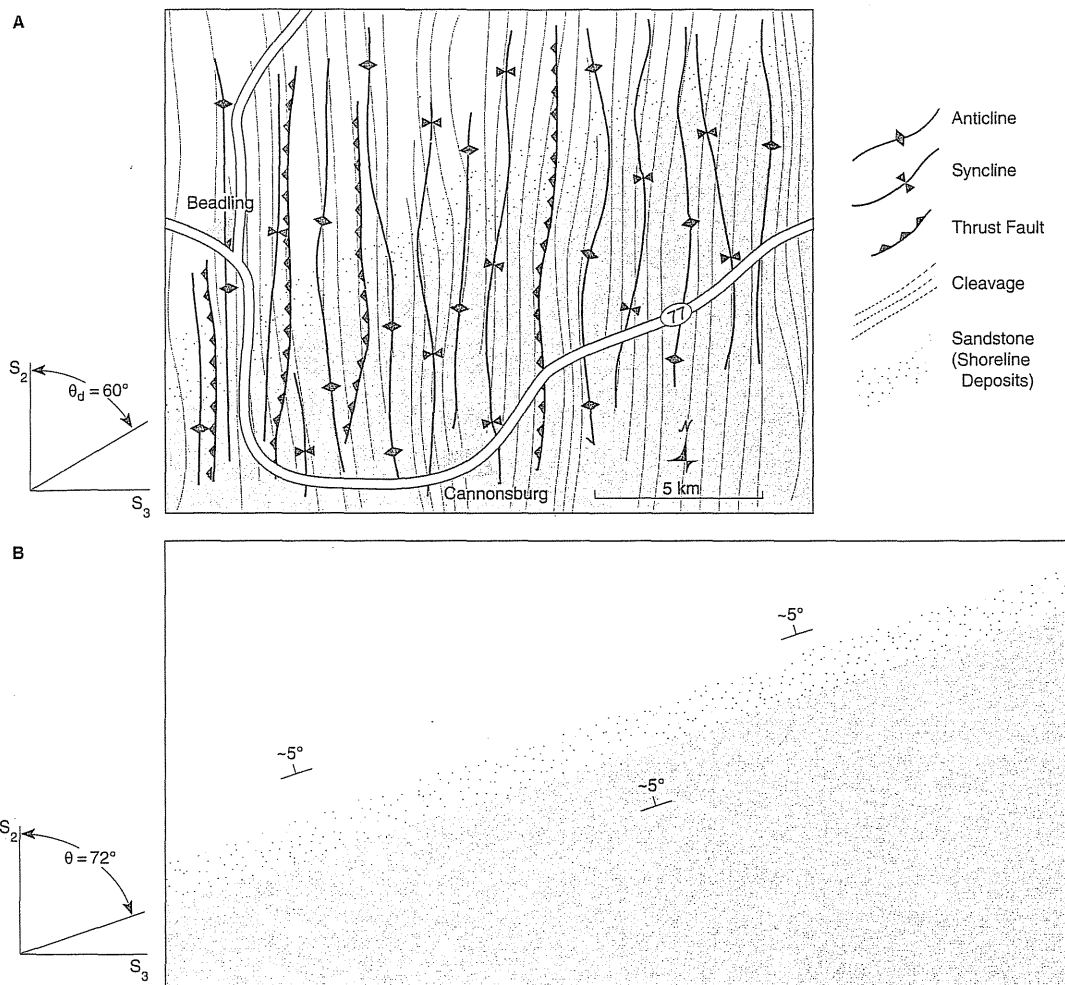 A
Beadling
S2
θd = 60°
S3
N
77
5 km
Cannonsburg
Anticline
Syncline
Thrust Fault
Cleavage
Sandstone
(Shoreline
Deposits)
B
~5°
~5°
~5°
S2
θ = 72°
S3